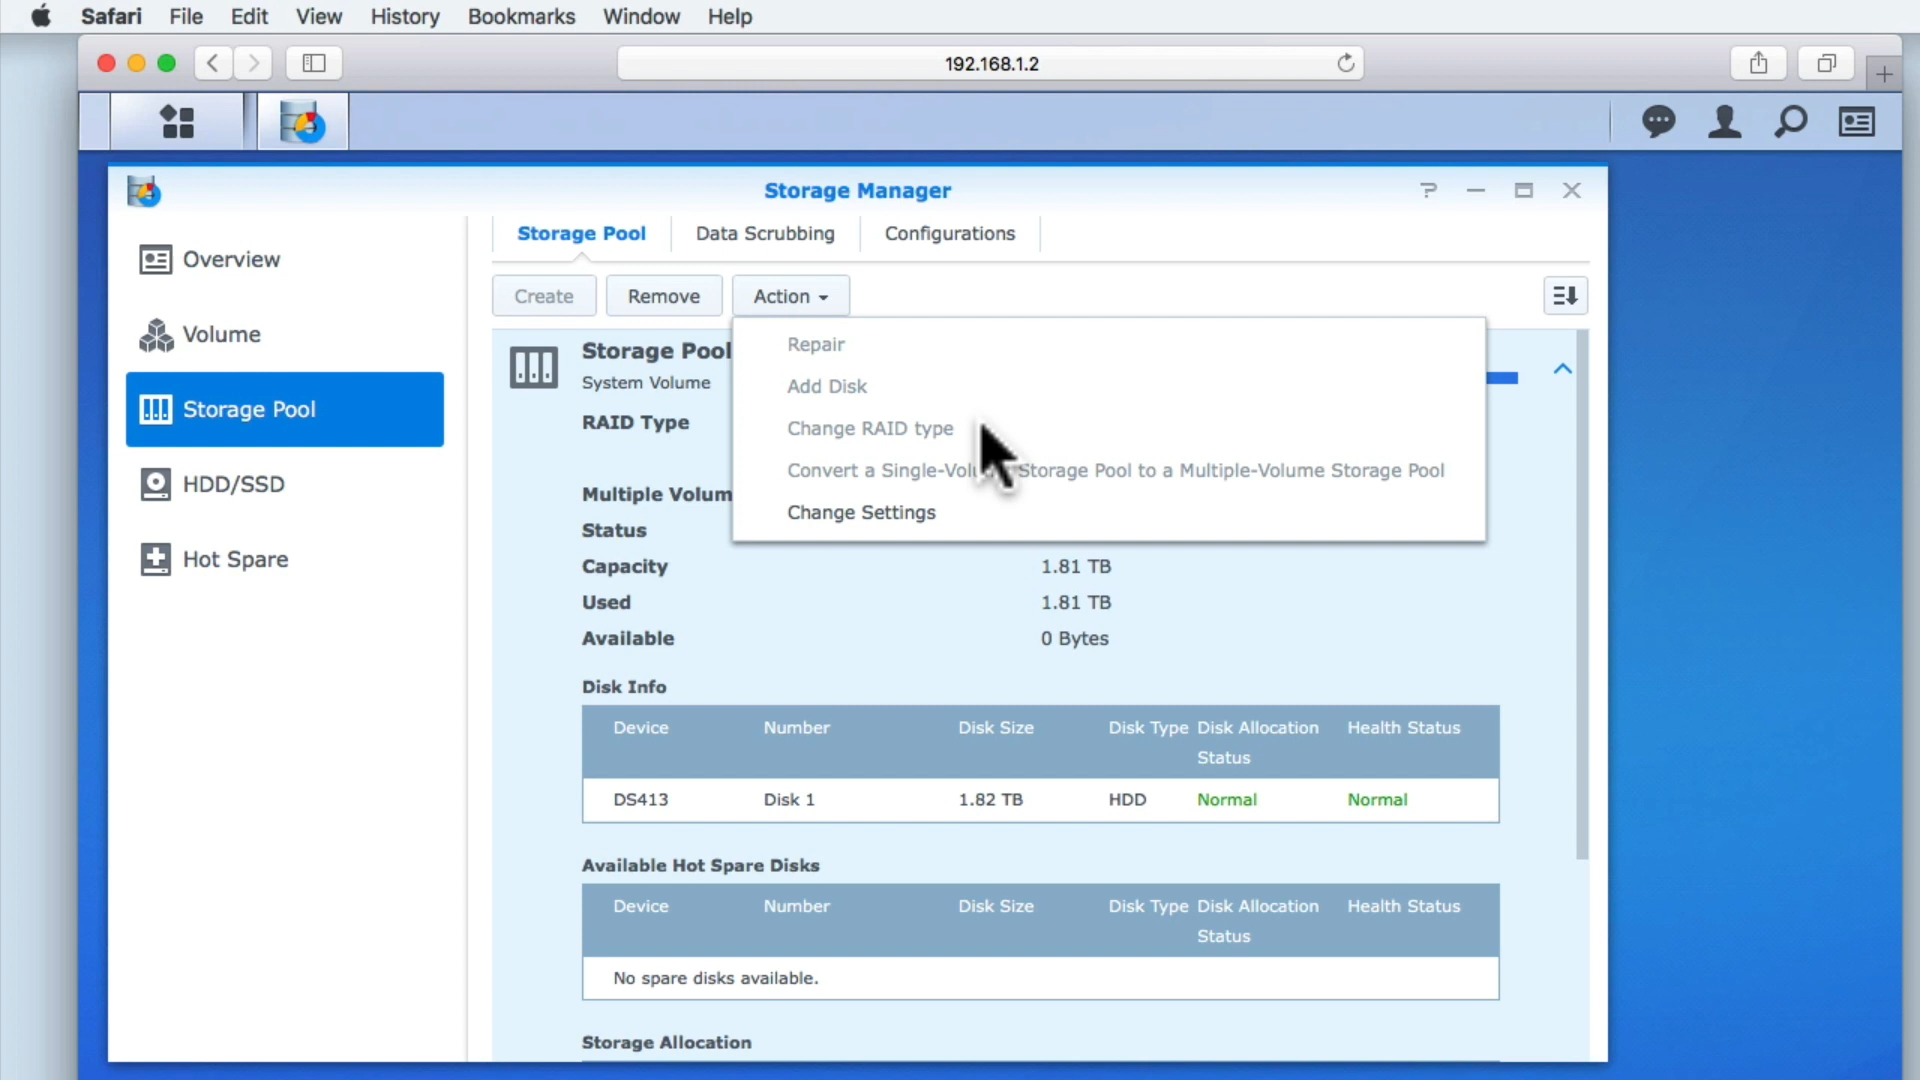 Safari File Edit View History Bookmarks Window Help
192.168.1.2
Storage Manager
Overview
Volume
Storage Pool
HDD/SSD
Hot Spare
Storage Pool Data Scrubbing Configurations
Create Remove Action
Repair
Add Disk
Change RAID type
Convert a Single-Vol Storage Pool to a Multiple-Volume Storage Pool
Change Settings
Storage Pool
System Volume
RAID Type
Multiple Volum
Status
Capacity 1.81 TB
Used 1.81 TB
Available 0 Bytes
Disk Info
Device Number Disk Size Disk Type Disk Allocation Health Status
Status
DS413 Disk 1 1.82 TB HDD Normal Normal
Available Hot Spare Disks
Device Number Disk Size Disk Type Disk Allocation Health Status
Status
No spare disks available.
Storage Allocation